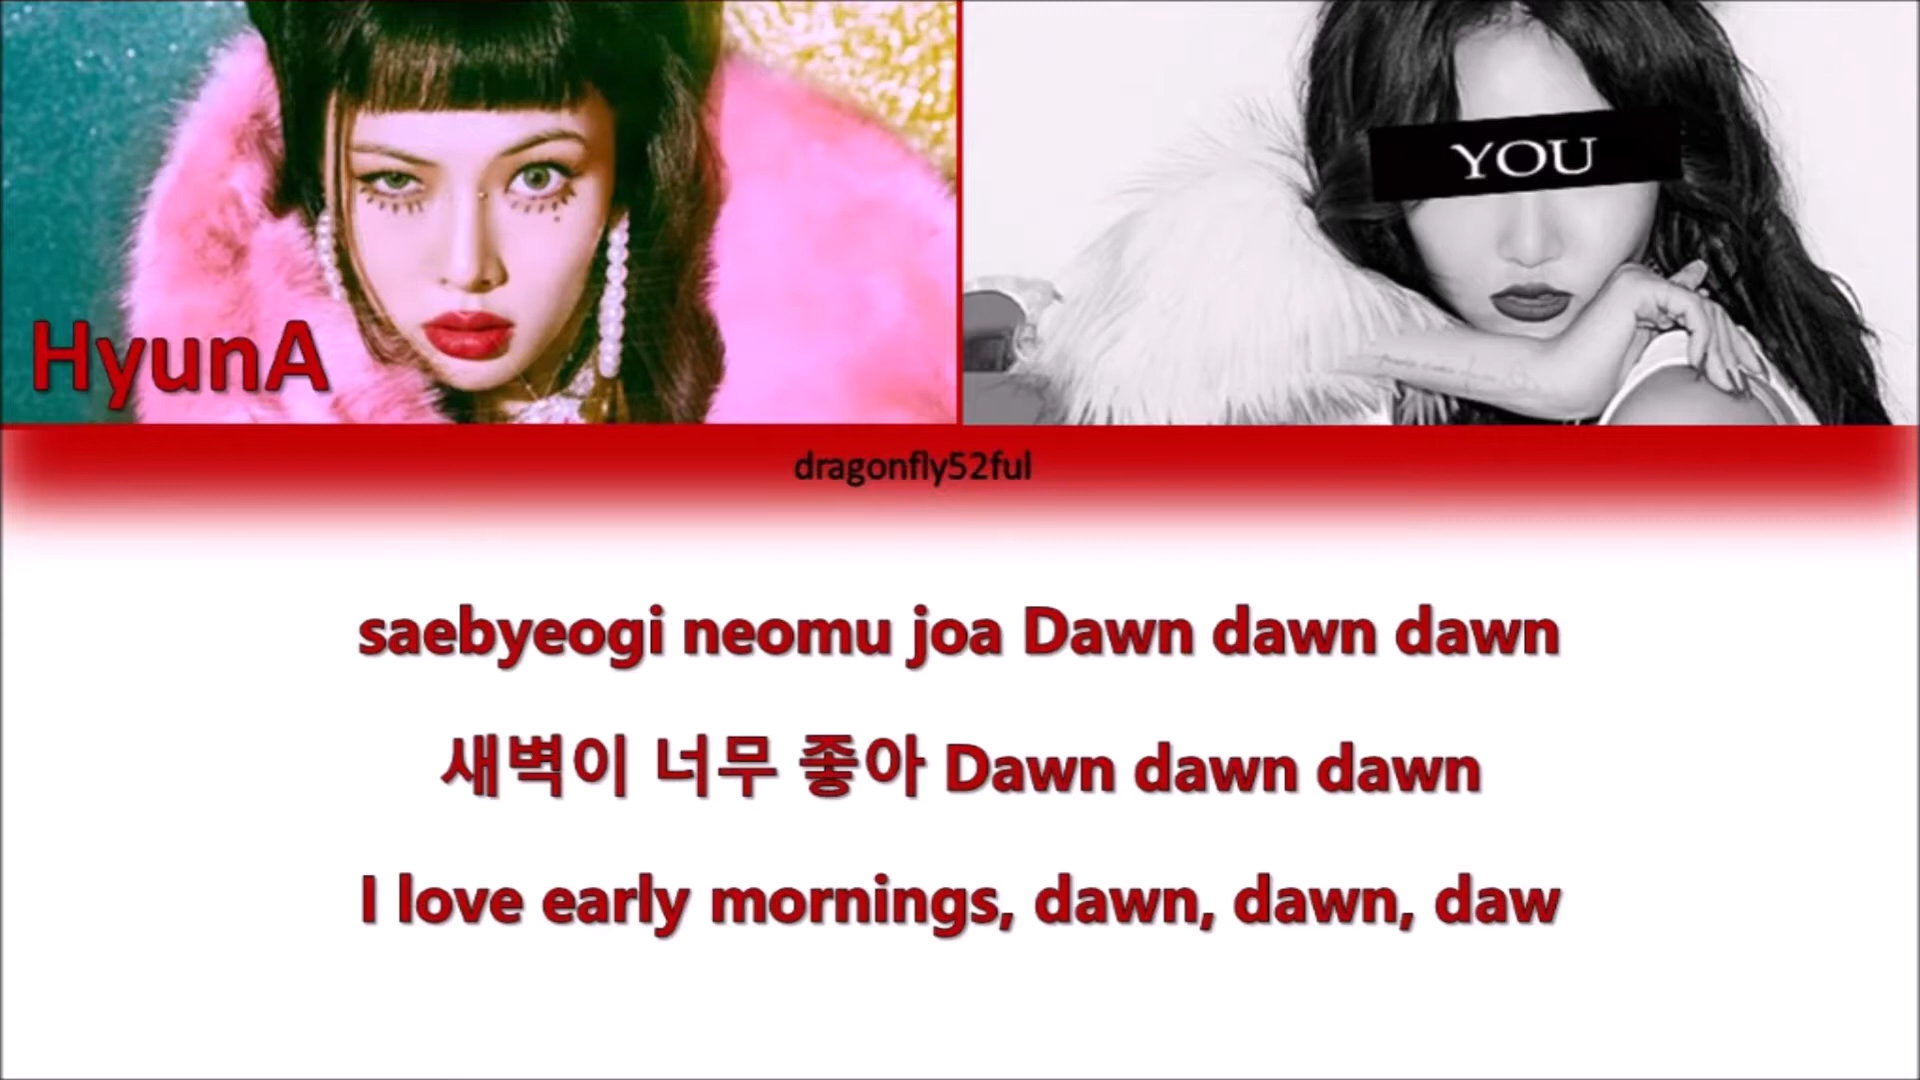 YOU
HyunA
dragonfly52ful
saebyeogi neomu joa Dawn dawn dawn
새벽이 너무 좋아 Dawn dawn dawn
I love early mornings, dawn, dawn, daw